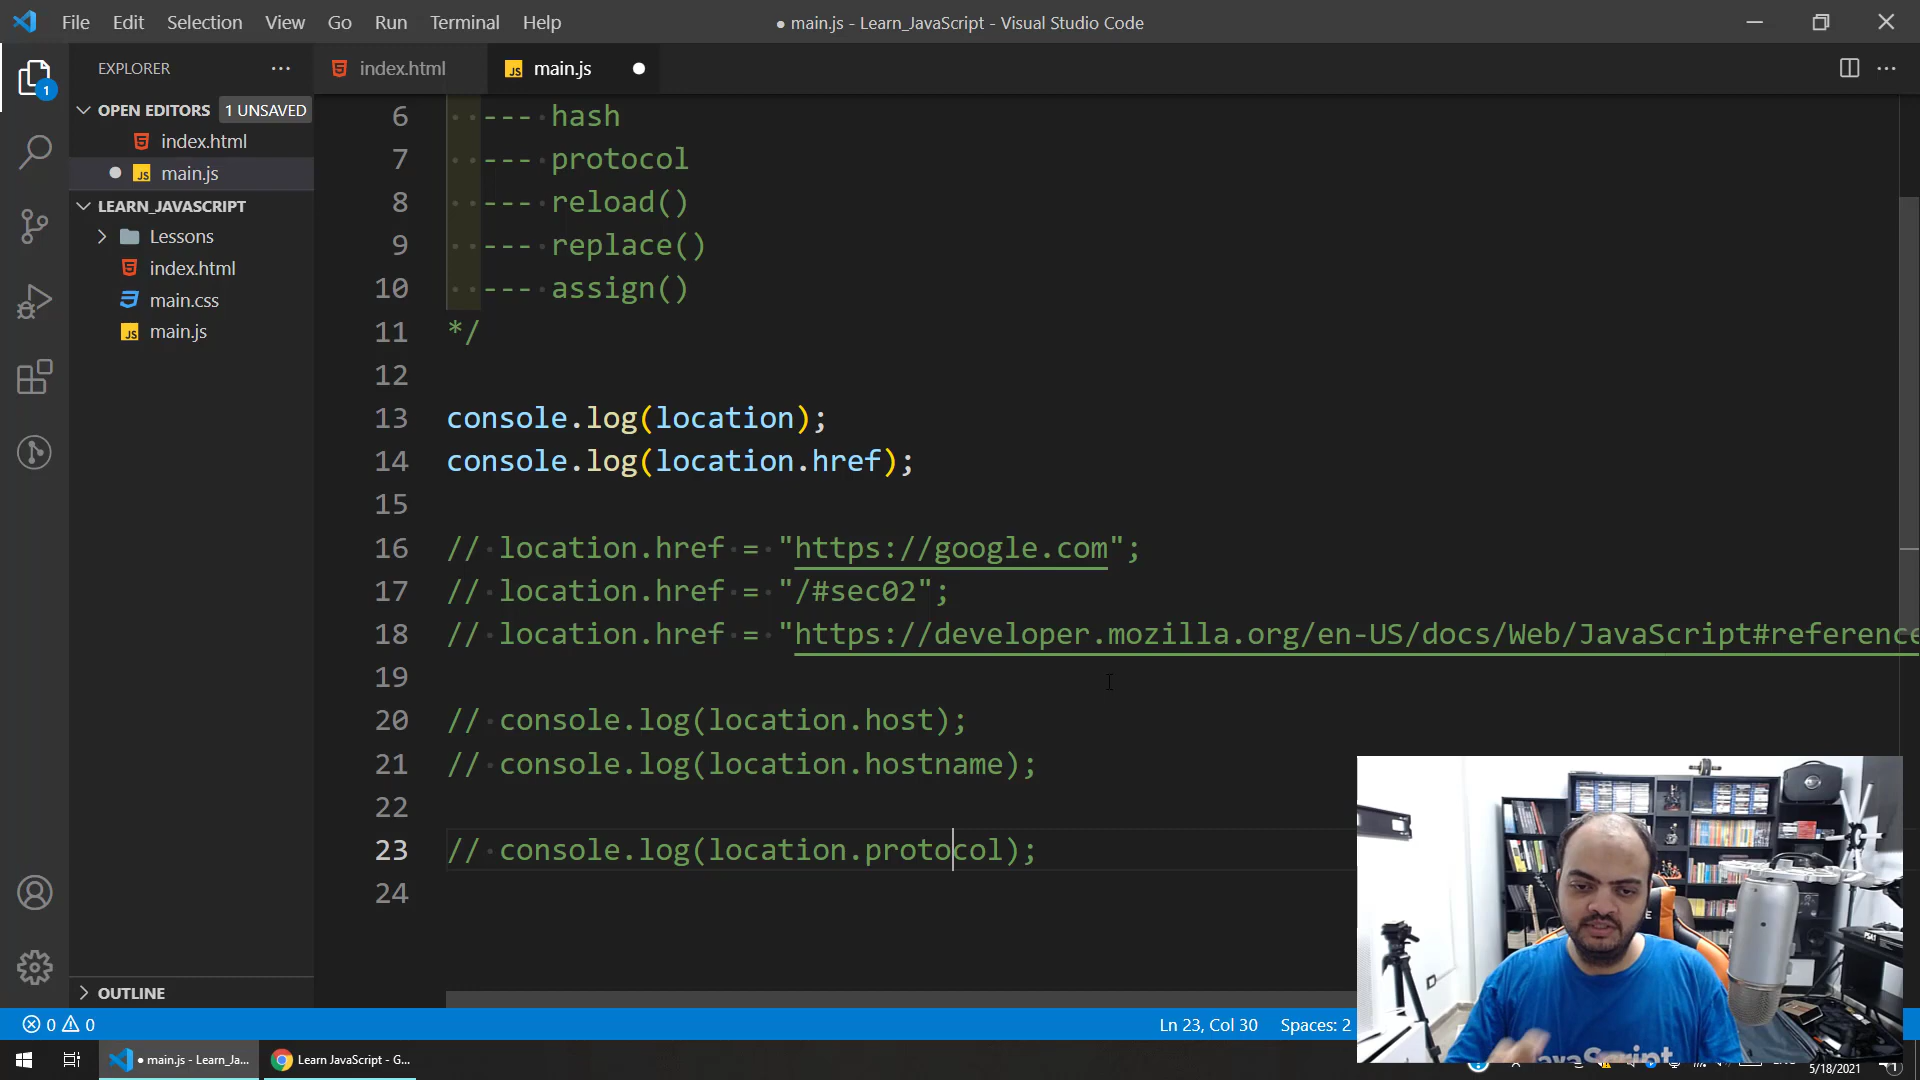 File Edit Selection View Go Run Terminal Help
● main.js - Learn_JavaScript - Visual Studio Code
EXPLORER
index.html
main.js
OPEN EDITORS
1 UNSAVED
index.html
main.js
LEARN_JAVASCRIPT
Lessons
index.html
main.css
main.js
OUTLINE
1
6 --- hash
7 --- protocol
8 --- reload()
9 --- replace()
10 --- assign()
11 */
12
13 console.log(location);
14 console.log(location.href);
15
16 // location.href = "https://google.com";
17 // location.href = "/#sec02";
18 // location.href = "https://developer.mozilla.org/en-US/docs/Web/JavaScript#reference
19
20 // console.log(location.host);
21 // console.log(location.hostname);
22
23 // console.log(location.protocol);
24
0 0
Ln 23, Col 30
Spaces: 2
● main.js - Learn_Ja...
Learn JavaScript - G...
JavaScript
5/18/2021